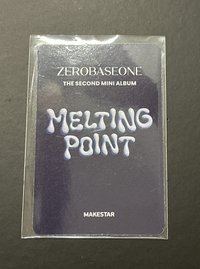 ZEROBASEONE
THE SECOND MINI ALBUM
MELTING
POINT
MAKESTAR